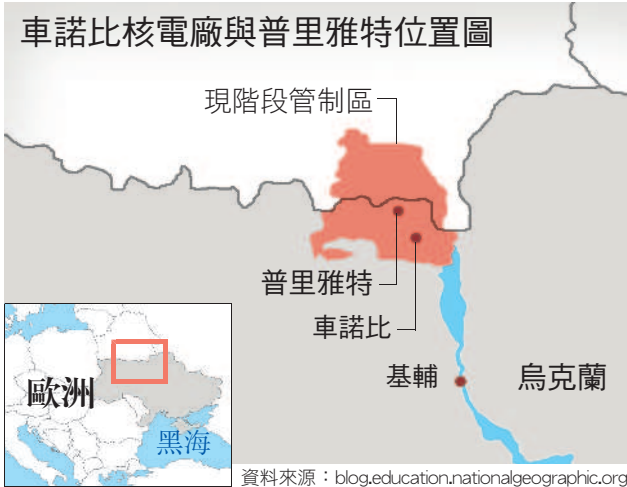 車諾比核電廠與普里雅特位置圖
現階段管制區
普里雅特
車諾比
基輔
烏克蘭
歐洲
黑海
資料來源：blog.education.nationalgeographic.org